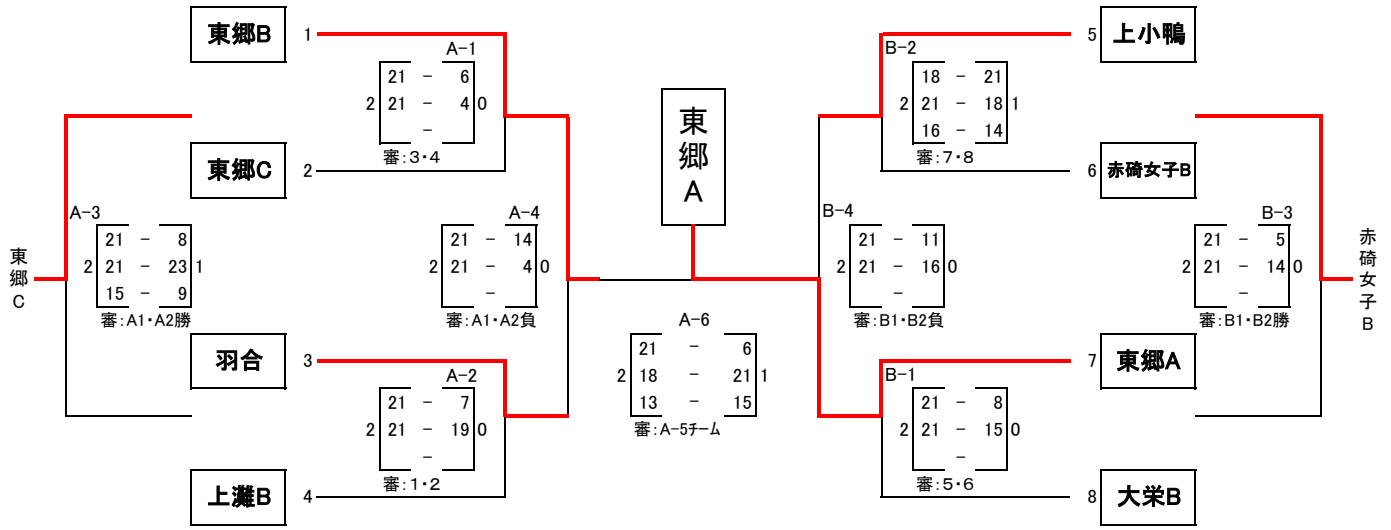 東郷B 1
A-1
21 - 6
2 21 - 4 0
-
審:3・4
東郷C 2
A-3
21 - 8
2 21 - 23 1
15 - 9
審:A1・A2勝
東郷C
A-4
21 - 14
2 21 - 4 0
-
審:A1・A2負
羽合 3
A-2
21 - 7
2 21 - 19 0
-
審:1・2
上灘B 4
東郷A
A-6
21 - 6
2 18 - 21 1
13 - 15
審:A-5チーム
5 上小鴨
B-2
18 - 21
2 21 - 18 1
16 - 14
審:7・8
6 赤碕女子B
B-4
21 - 11
2 21 - 16 0
-
審:B1・B2負
B-3
21 - 5
2 21 - 14 0
-
審:B1・B2勝
赤碕女子B
7 東郷A
B-1
21 - 8
2 21 - 15 0
-
審:5・6
8 大栄B